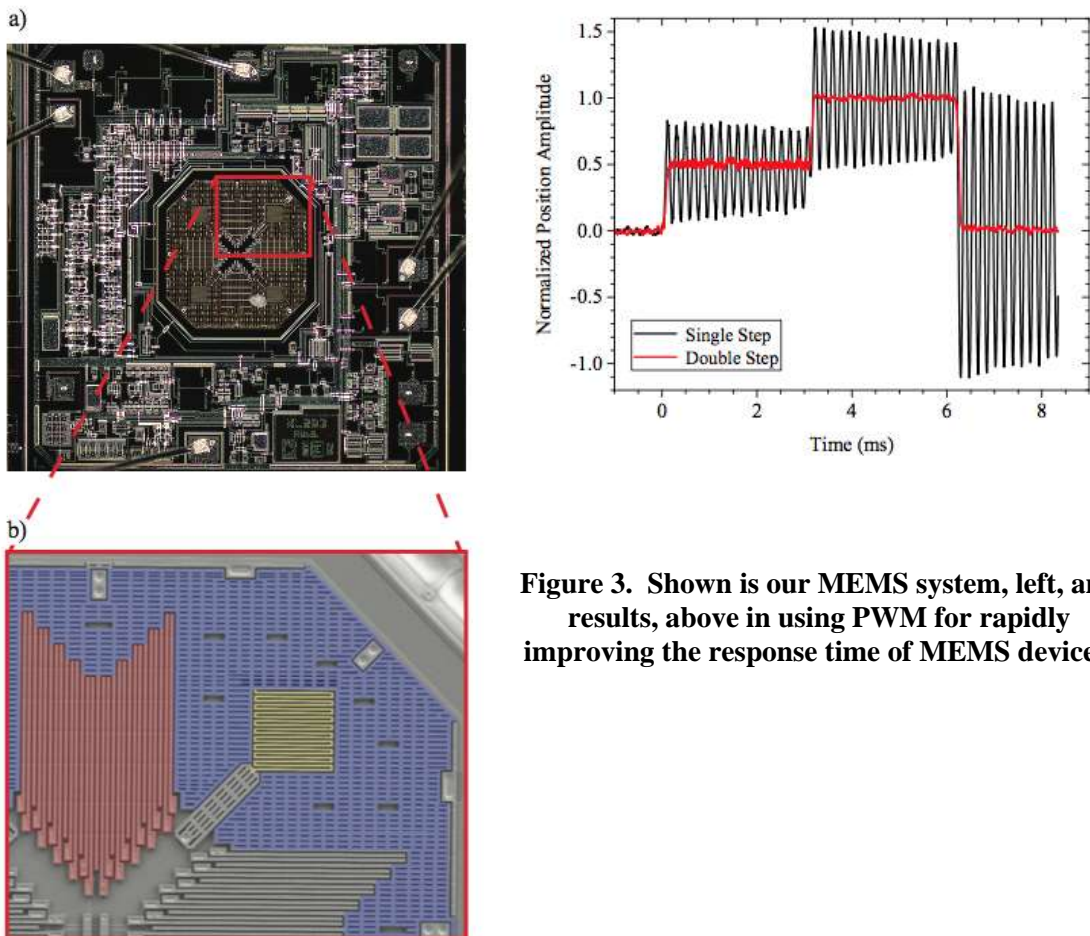 a)
1.5
1.0
0.5
0.0
-0.5
-1.0
Normalized Position Amplitude
Single Step
Double Step
0 2 4 6 8
Time (ms)
b)
Figure 3. Shown is our MEMS system, left, an
results, above in using PWM for rapidly
improving the response time of MEMS device